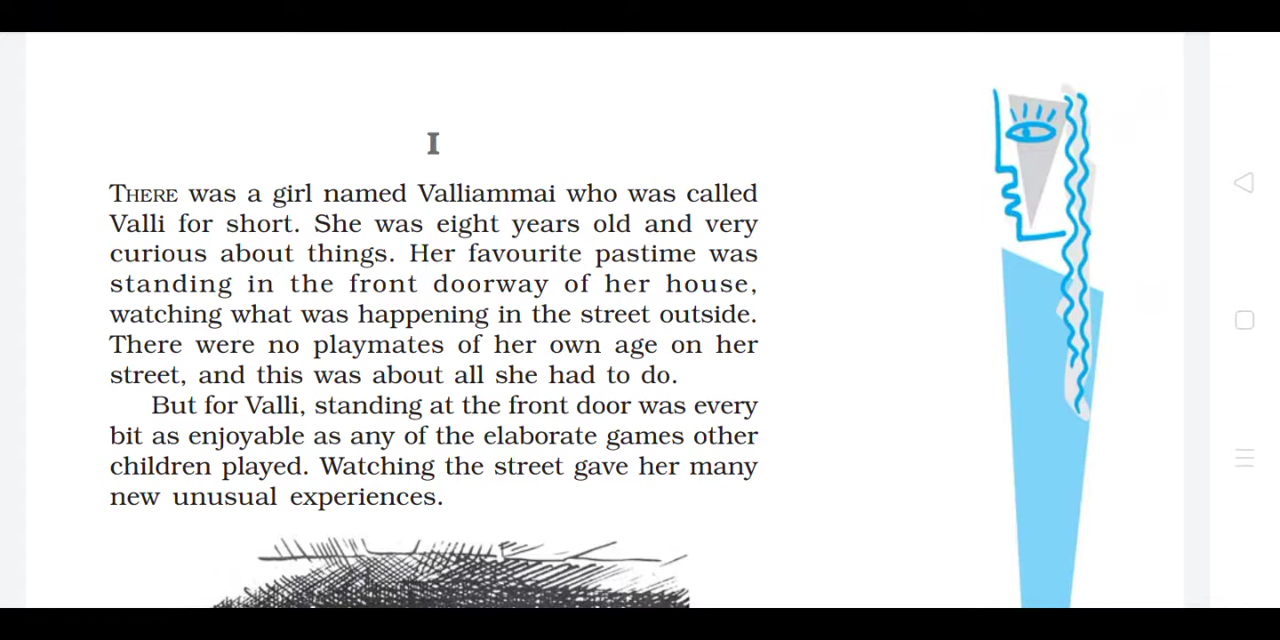 I
THERE was a girl named Valliammai who was called
Valli for short. She was eight years old and very
curious about things. Her favourite pastime was
standing in the front doorway of her house,
watching what was happening in the street outside.
There were no playmates of her own age on her
street, and this was about all she had to do.
But for Valli, standing at the front door was every
bit as enjoyable as any of the elaborate games other
children played. Watching the street gave her many
new unusual experiences.